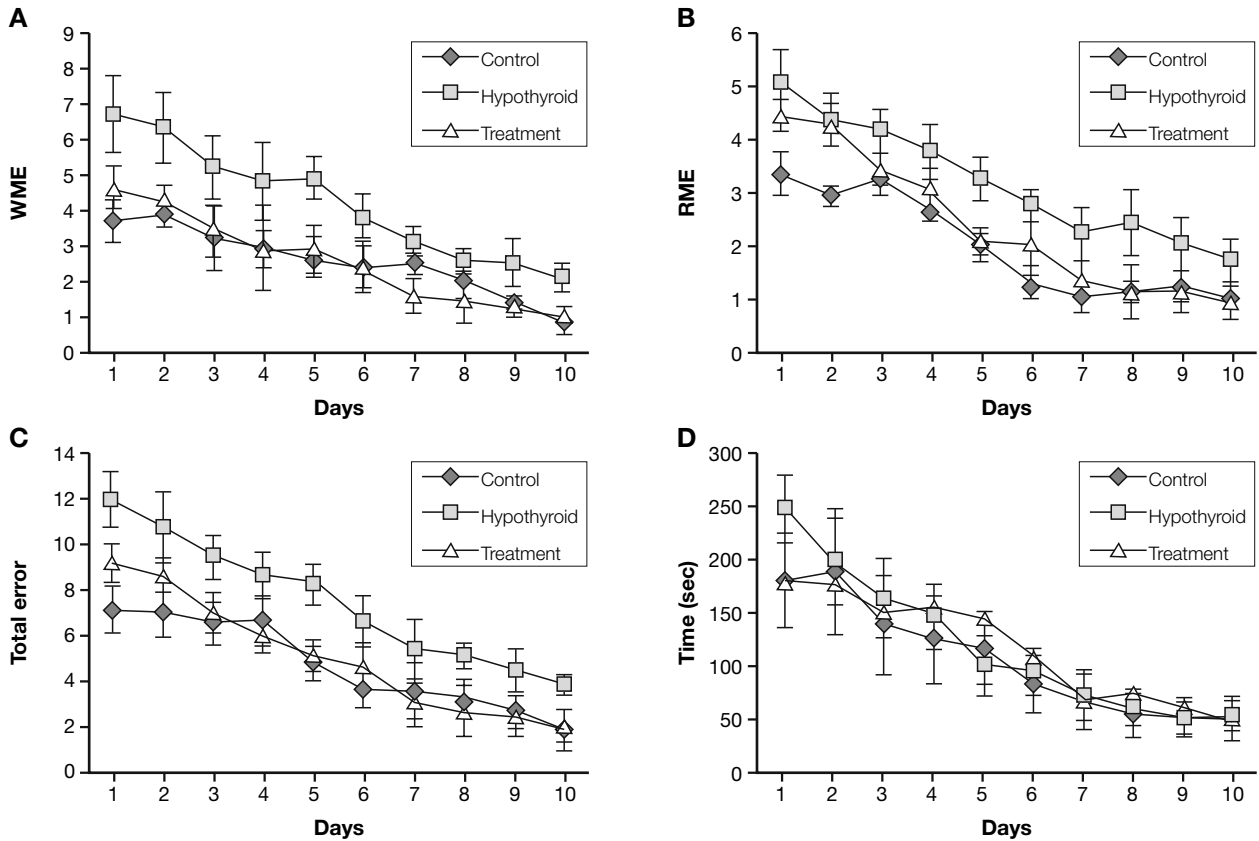 A
WME
9
8
7
6
5
4
3
2
1
0
Control
Hypothyroid
Treatment
1 2 3 4 5 6 7 8 9 10
Days
B
RME
6
5
4
3
2
1
0
Control
Hypothyroid
Treatment
1 2 3 4 5 6 7 8 9 10
Days
C
Total error
14
12
10
8
6
4
2
0
Control
Hypothyroid
Treatment
1 2 3 4 5 6 7 8 9 10
Days
D
Time (sec)
300
250
200
150
100
50
0
Control
Hypothyroid
Treatment
1 2 3 4 5 6 7 8 9 10
Days